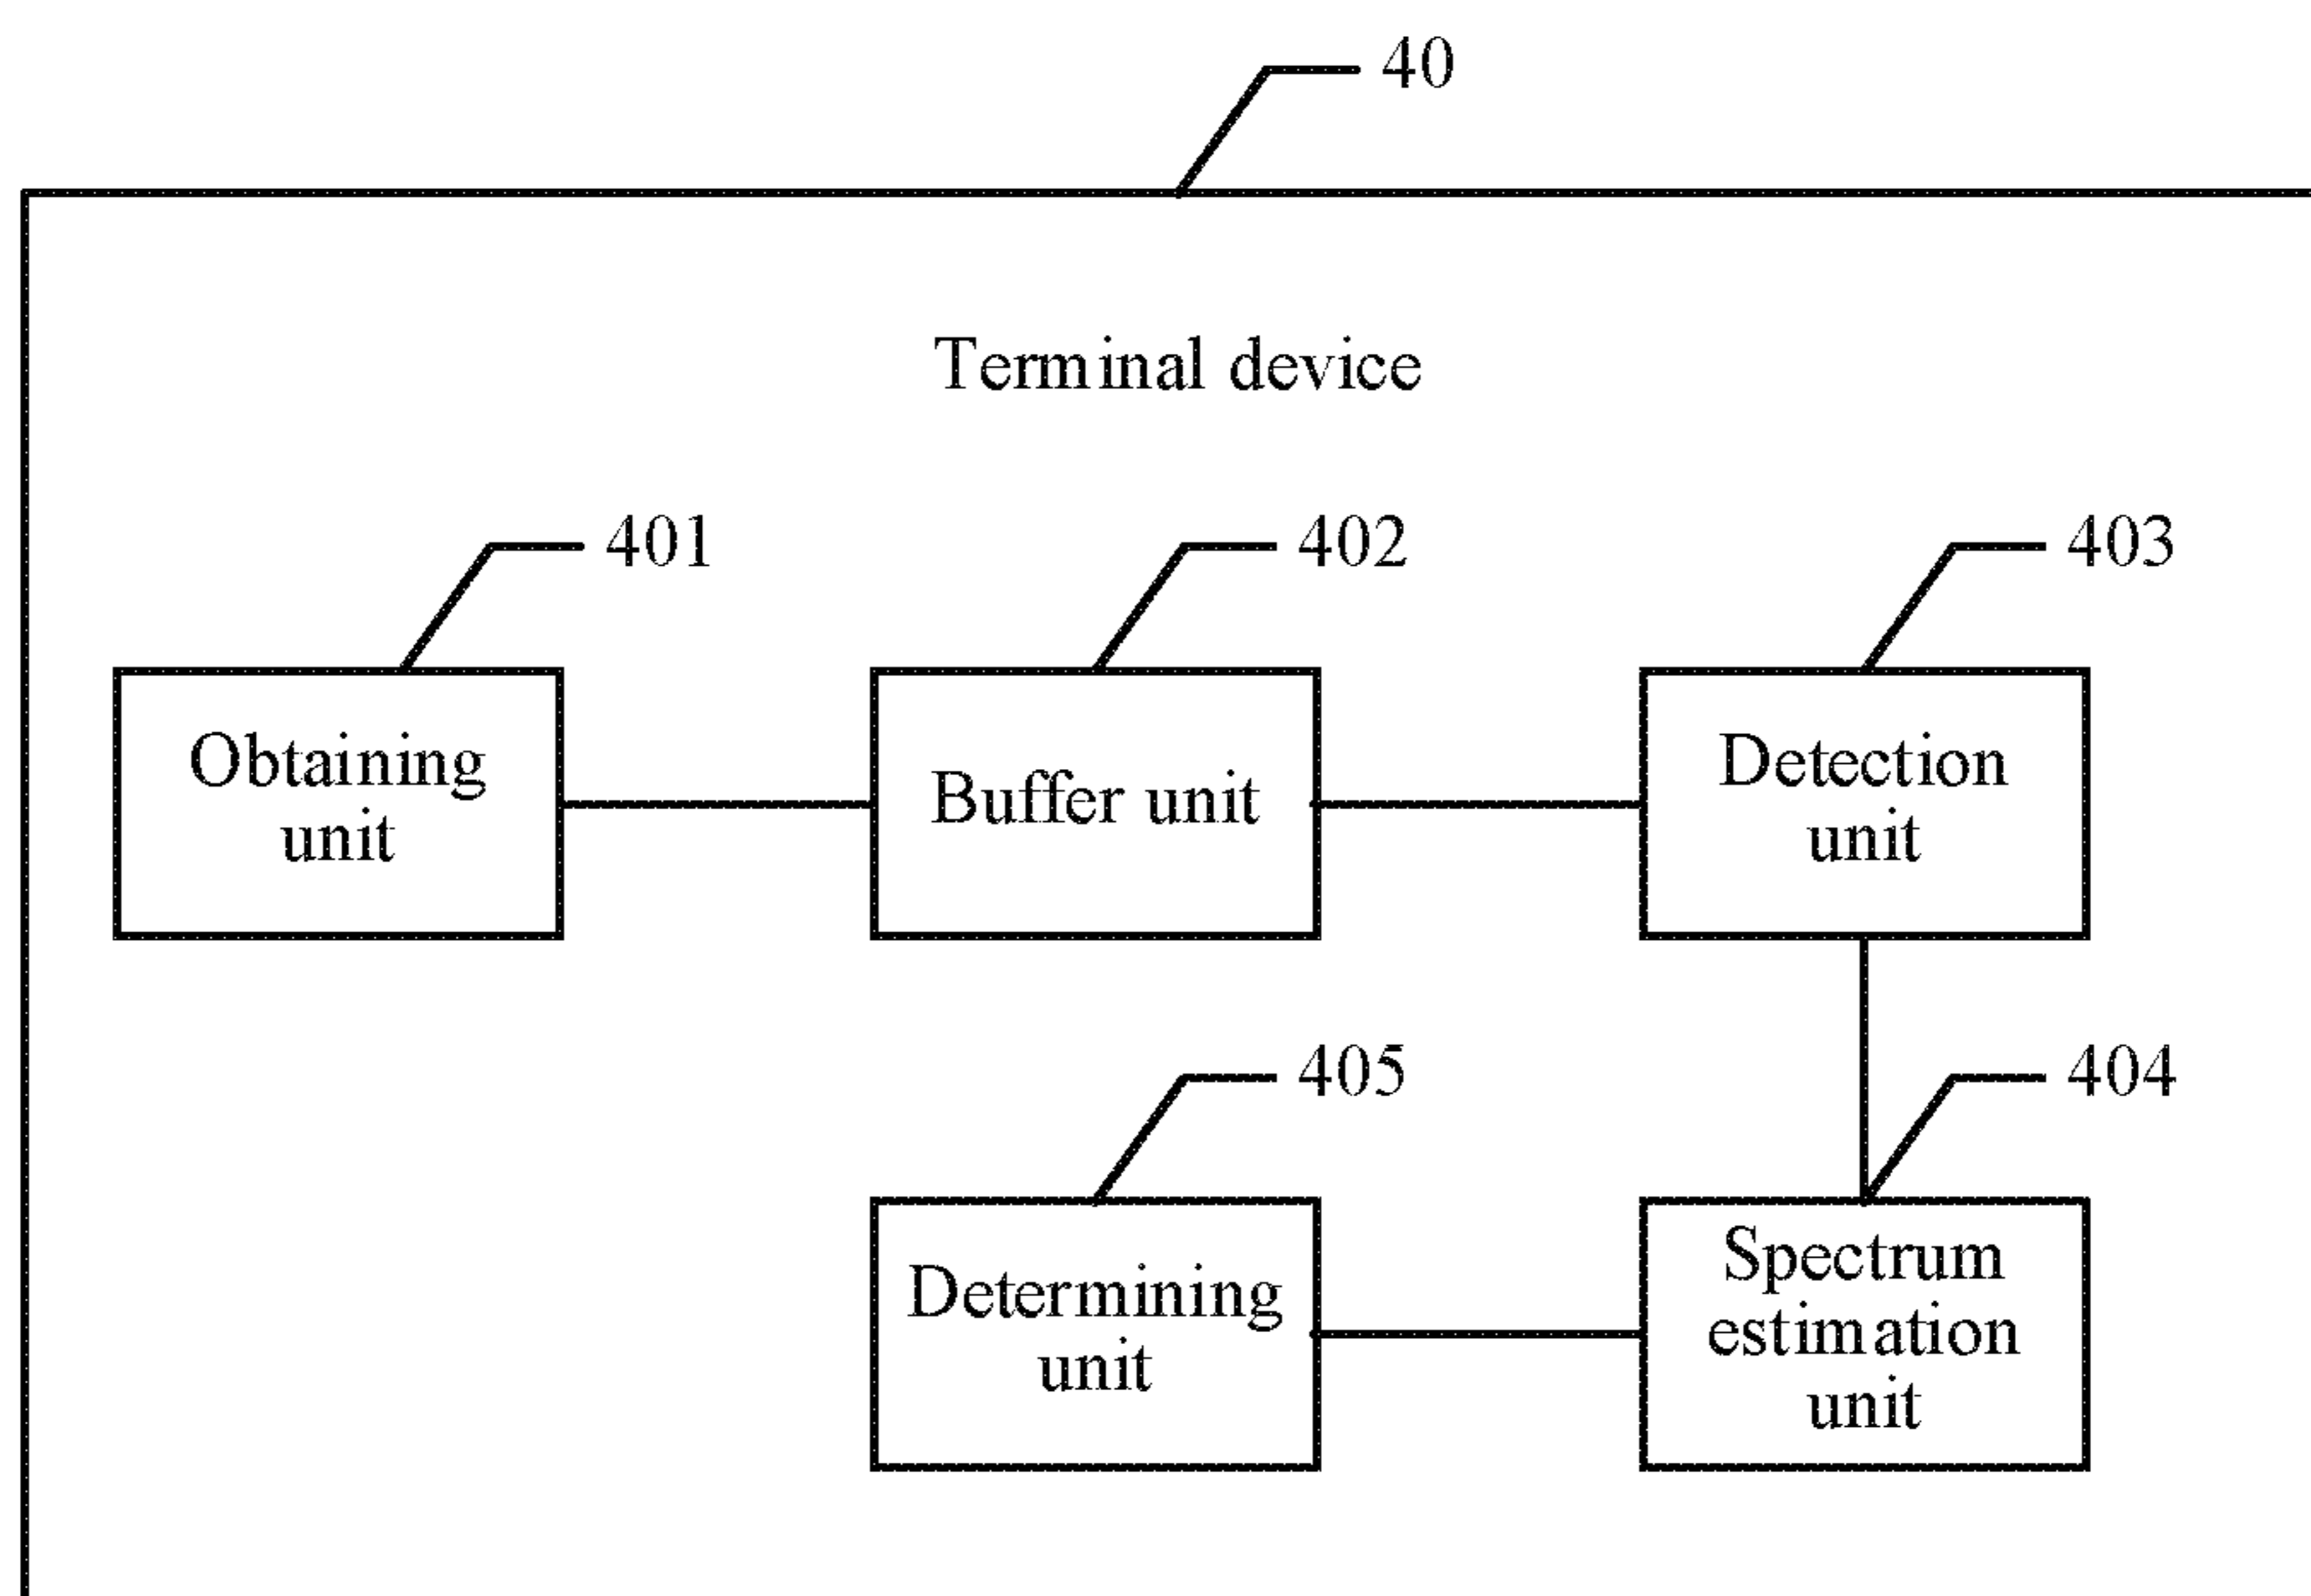 40
Terminal device
401
402
403
Obtaining
unit
Buffer unit
Detection
unit
405
404
Determining
unit
Spectrum
estimation
unit